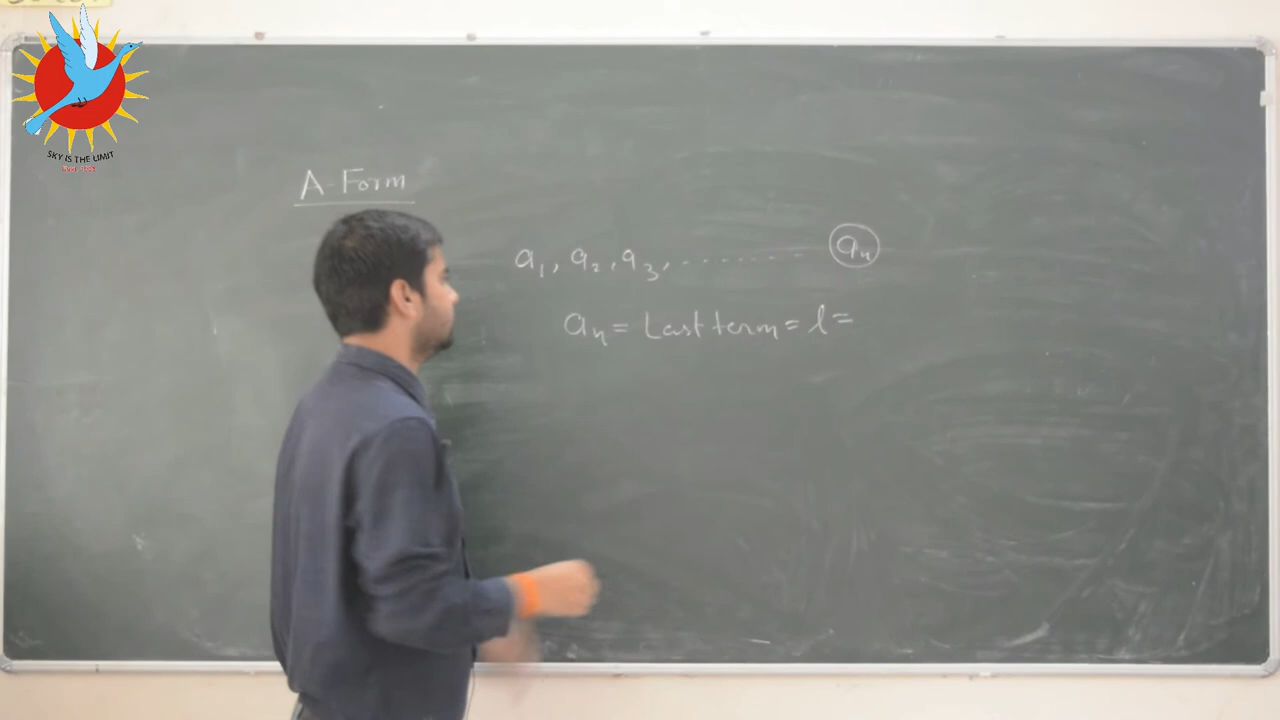 SKY IS THE LIMIT
A-Form
a₁, a₂, a₃, ........ aₙ
aₙ = Last term = l =